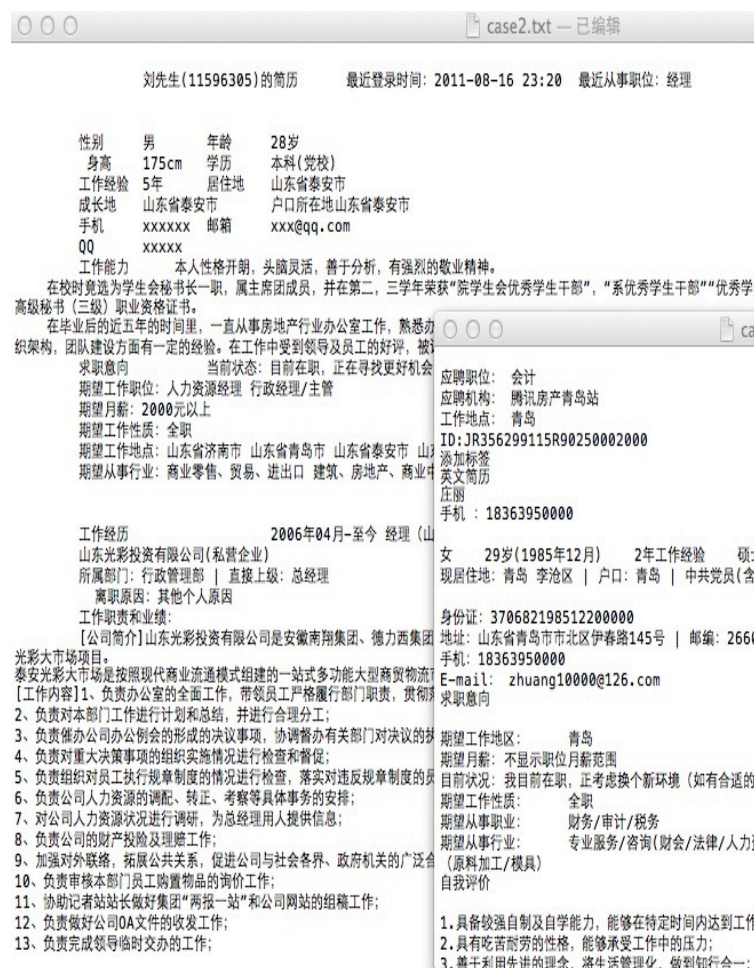 case2.txt — 已编辑
刘先生(11596305)的简历 最近登录时间: 2011-08-16 23:20 最近从事职位: 经理
性别 男 年龄 28岁
身高 175cm 学历 本科(党校)
工作经验 5年 居住地 山东省泰安市
成长地 山东省泰安市 户口所在地山东省泰安市
手机 xxxxxx 邮箱 xxx@qq.com
QQ xxxxx
工作能力 本人性格开朗，头脑灵活，善于分析，有强烈的敬业精神。
在校时竟选为学生会秘书长一职，属主席团成员，并在第二，三学年荣获“院学生会优秀学生干部”，“系优秀学生干部”“优秀学
高级秘书（三级）职业资格证书。
在毕业后的近五年的时间里，一直从事房地产行业办公室工作，熟悉办
织架构，团队建设方面有一定的经验。在工作中受到领导及员工的好评，被
求职意向 当前状态: 目前在职，正在寻找更好机会
期望工作职位: 人力资源经理 行政经理/主管
期望月薪: 2000元以上
期望工作性质: 全职
期望工作地点: 山东省济南市 山东省青岛市 山东省泰安市 山
期望从事行业: 商业零售、贸易、进出口 建筑、房地产、商业中
工作经历 2006年04月-至今 经理（山
山东光彩投资有限公司(私营企业)
所属部门: 行政管理部 | 直接上级: 总经理
离职原因: 其他个人原因
工作职责和业绩:
[公司简介]山东光彩投资有限公司是安徽南翔集团、德力西集团
光彩大市场项目。
泰安光彩大市场是按照现代商业流通模式组建的一站式多功能大型商贸物流
[工作内容]1、负责办公室的全面工作，带领员工严格履行部门职责，贯彻
2、负责对本部门工作进行计划和总结，并进行合理分工;
3、负责催办公司办公例会的形成的决议事项，协调督办有关部门对决议的执
4、负责对重大决策事项的组织实施情况进行检查和督促;
5、负责组织对员工执行规章制度的情况进行检查，落实对违反规章制度的员
6、负责公司人力资源的调配、转正、考察等具体事务的安排;
7、对公司人力资源状况进行调研，为总经理用人提供信息;
8、负责公司的财产投险及理赔工作;
9、加强对外联络，拓展公共关系，促进公司与社会各界、政府机关的广泛合
10、负责审核本部门员工购置物品的询价工作;
11、协助记者站站长做好集团“两报一站”和公司网站的组稿工作;
12、负责做好公司OA文件的收发工作;
13、负责完成领导临时交办的工作;
ca
应聘职位: 会计
应聘机构: 腾讯房产青岛站
工作地点: 青岛
ID:JR356299115R90250002000
添加标签
英文简历
庄丽
手机 : 18363950000
女 29岁(1985年12月) 2年工作经验 硕士
现居住地: 青岛 李沧区 | 户口: 青岛 | 中共党员(含
身份证: 370682198512200000
地址: 山东省青岛市市北区伊春路145号 | 邮编: 2660
手机: 18363950000
E-mail: zhuang10000@126.com
求职意向
期望工作地区: 青岛
期望月薪: 不显示职位月薪范围
目前状况: 我目前在职，正考虑换个新环境（如有合适的
期望工作性质: 全职
期望从事职业: 财务/审计/税务
期望从事行业: 专业服务/咨询(财会/法律/人力资
（原料加工/模具）
自我评价
1.具备较强自制及自学能力，能够在特定时间内达到工作
2.具有吃苦耐劳的性格，能够承受工作中的压力;
3.善于利用先进的理念，将生活管理化，做到知行合一;